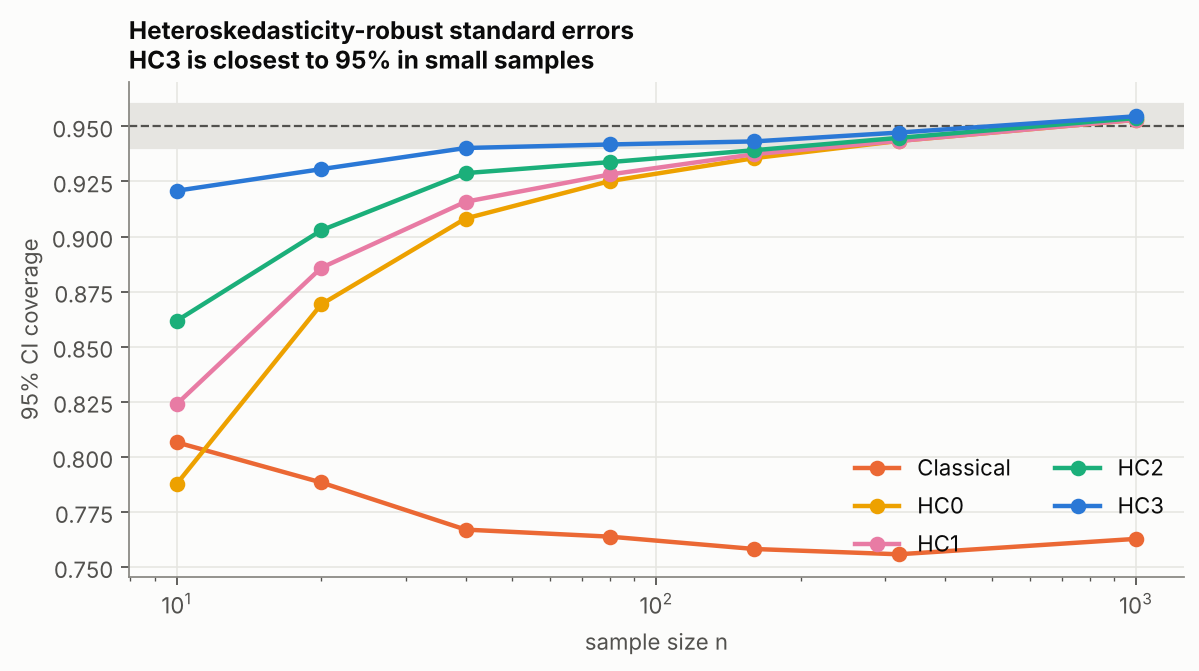 Heteroskedasticity-robust standard errors
HC3 is closest to 95% in small samples
95% CI coverage
0.950
0.925
0.900
0.875
0.850
0.825
0.800
0.775
0.750
Classical
HC0
HC1
HC2
HC3
10¹
10²
10³
sample size n